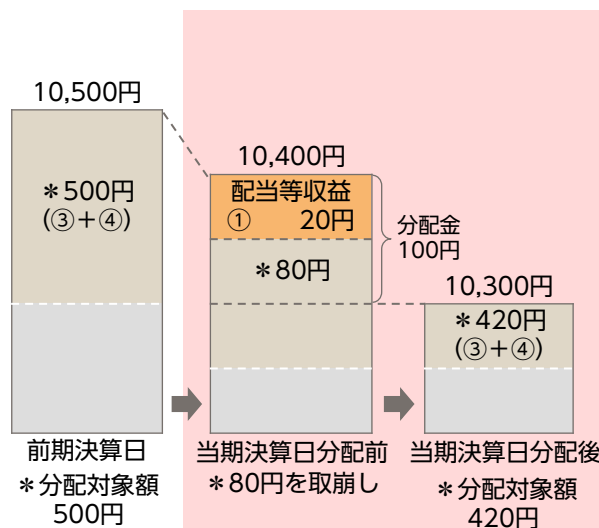 10,500円
＊500円
(③+④)
前期決算日
＊分配対象額
500円
10,400円
配当等収益
① 20円
＊80円
分配金
100円
当期決算日分配前
＊80円を取崩し
10,300円
＊420円
(③+④)
当期決算日分配後
＊分配対象額
420円